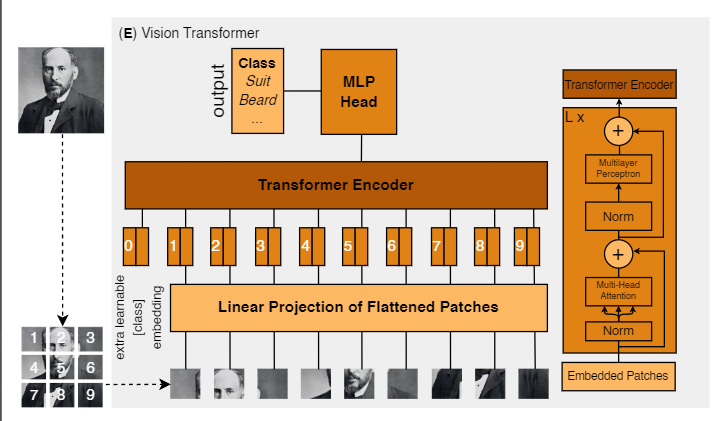 (E) Vision Transformer
output
Class
Suit
Beard
...
MLP
Head
Transformer Encoder
0 1 2 3 4 5 6 7 8 9
extra learnable
[class]
embedding
Linear Projection of Flattened Patches
1 2 3
4 5 6
7 8 9
Transformer Encoder
L x
+
Multilayer
Perceptron
Norm
+
Multi-Head
Attention
Norm
Embedded Patches